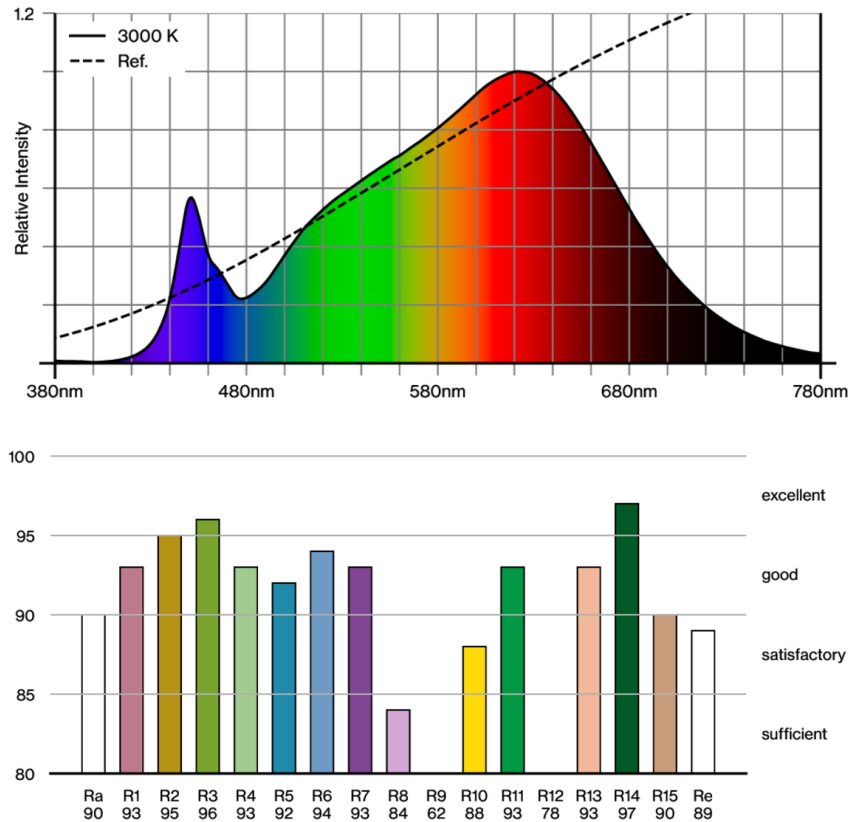 1.2
3000 K
Ref.
Relative Intensity
380nm 480nm 580nm 680nm 780nm
100
excellent
95
good
90
satisfactory
85
sufficient
80
Ra R1 R2 R3 R4 R5 R6 R7 R8 R9 R10 R11 R12 R13 R14 R15 Re
90 93 95 96 93 92 94 93 84 62 88 93 78 93 97 90 89